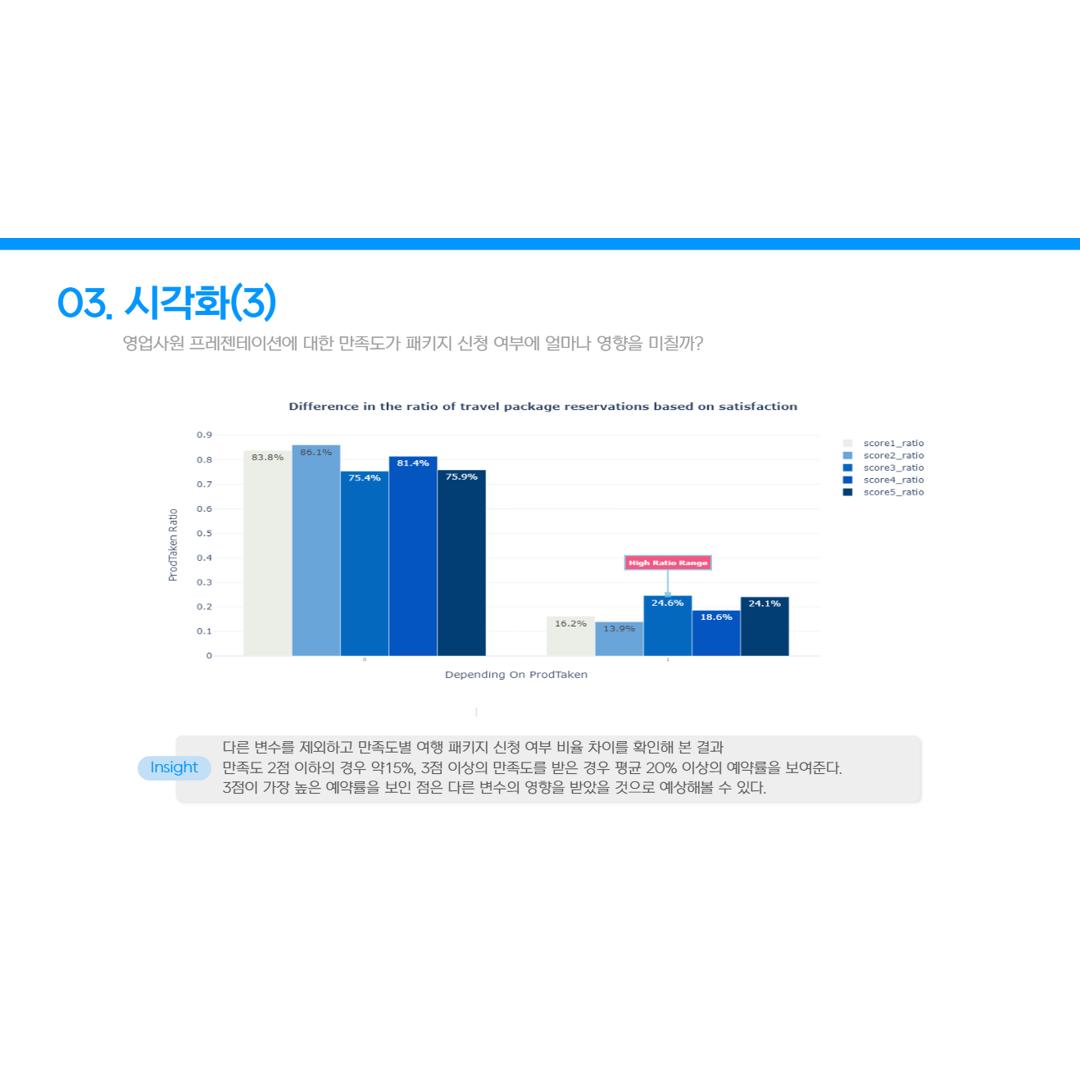 03. 시각화(3)
영업사원 프레젠테이션에 대한 만족도가 패키지 신청 여부에 얼마나 영향을 미칠까?
Difference in the ratio of travel package reservations based on satisfaction
0.9
0.8
0.7
0.6
0.5
0.4
0.3
0.2
0.1
0
ProdTaken Ratio
83.8%
86.1%
75.4%
81.4%
75.9%
High Ratio Range
16.2%
13.9%
24.6%
18.6%
24.1%
0
1
Depending On ProdTaken
score1_ratio
score2_ratio
score3_ratio
score4_ratio
score5_ratio
Insight
다른 변수를 제외하고 만족도별 여행 패키지 신청 여부 비율 차이를 확인해 본 결과
만족도 2점 이하의 경우 약15%, 3점 이상의 만족도를 받은 경우 평균 20% 이상의 예약률을 보여준다.
3점이 가장 높은 예약률을 보인 점은 다른 변수의 영향을 받았을 것으로 예상해볼 수 있다.